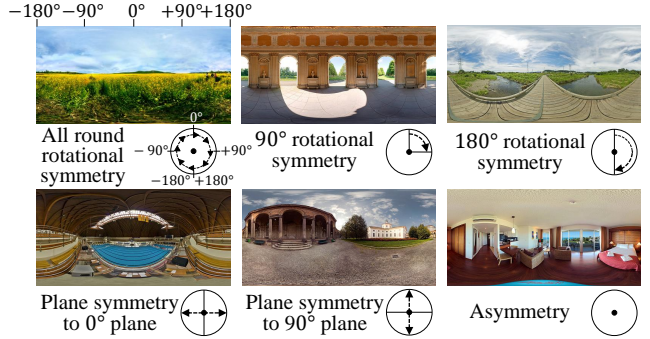 −180°−90° 0° +90°+180°
0°
All round
rotational
symmetry
−90° +90°
−180° +180°
90° rotational
symmetry
180° rotational
symmetry
Plane symmetry
to 0° plane
Plane symmetry
to 90° plane
Asymmetry